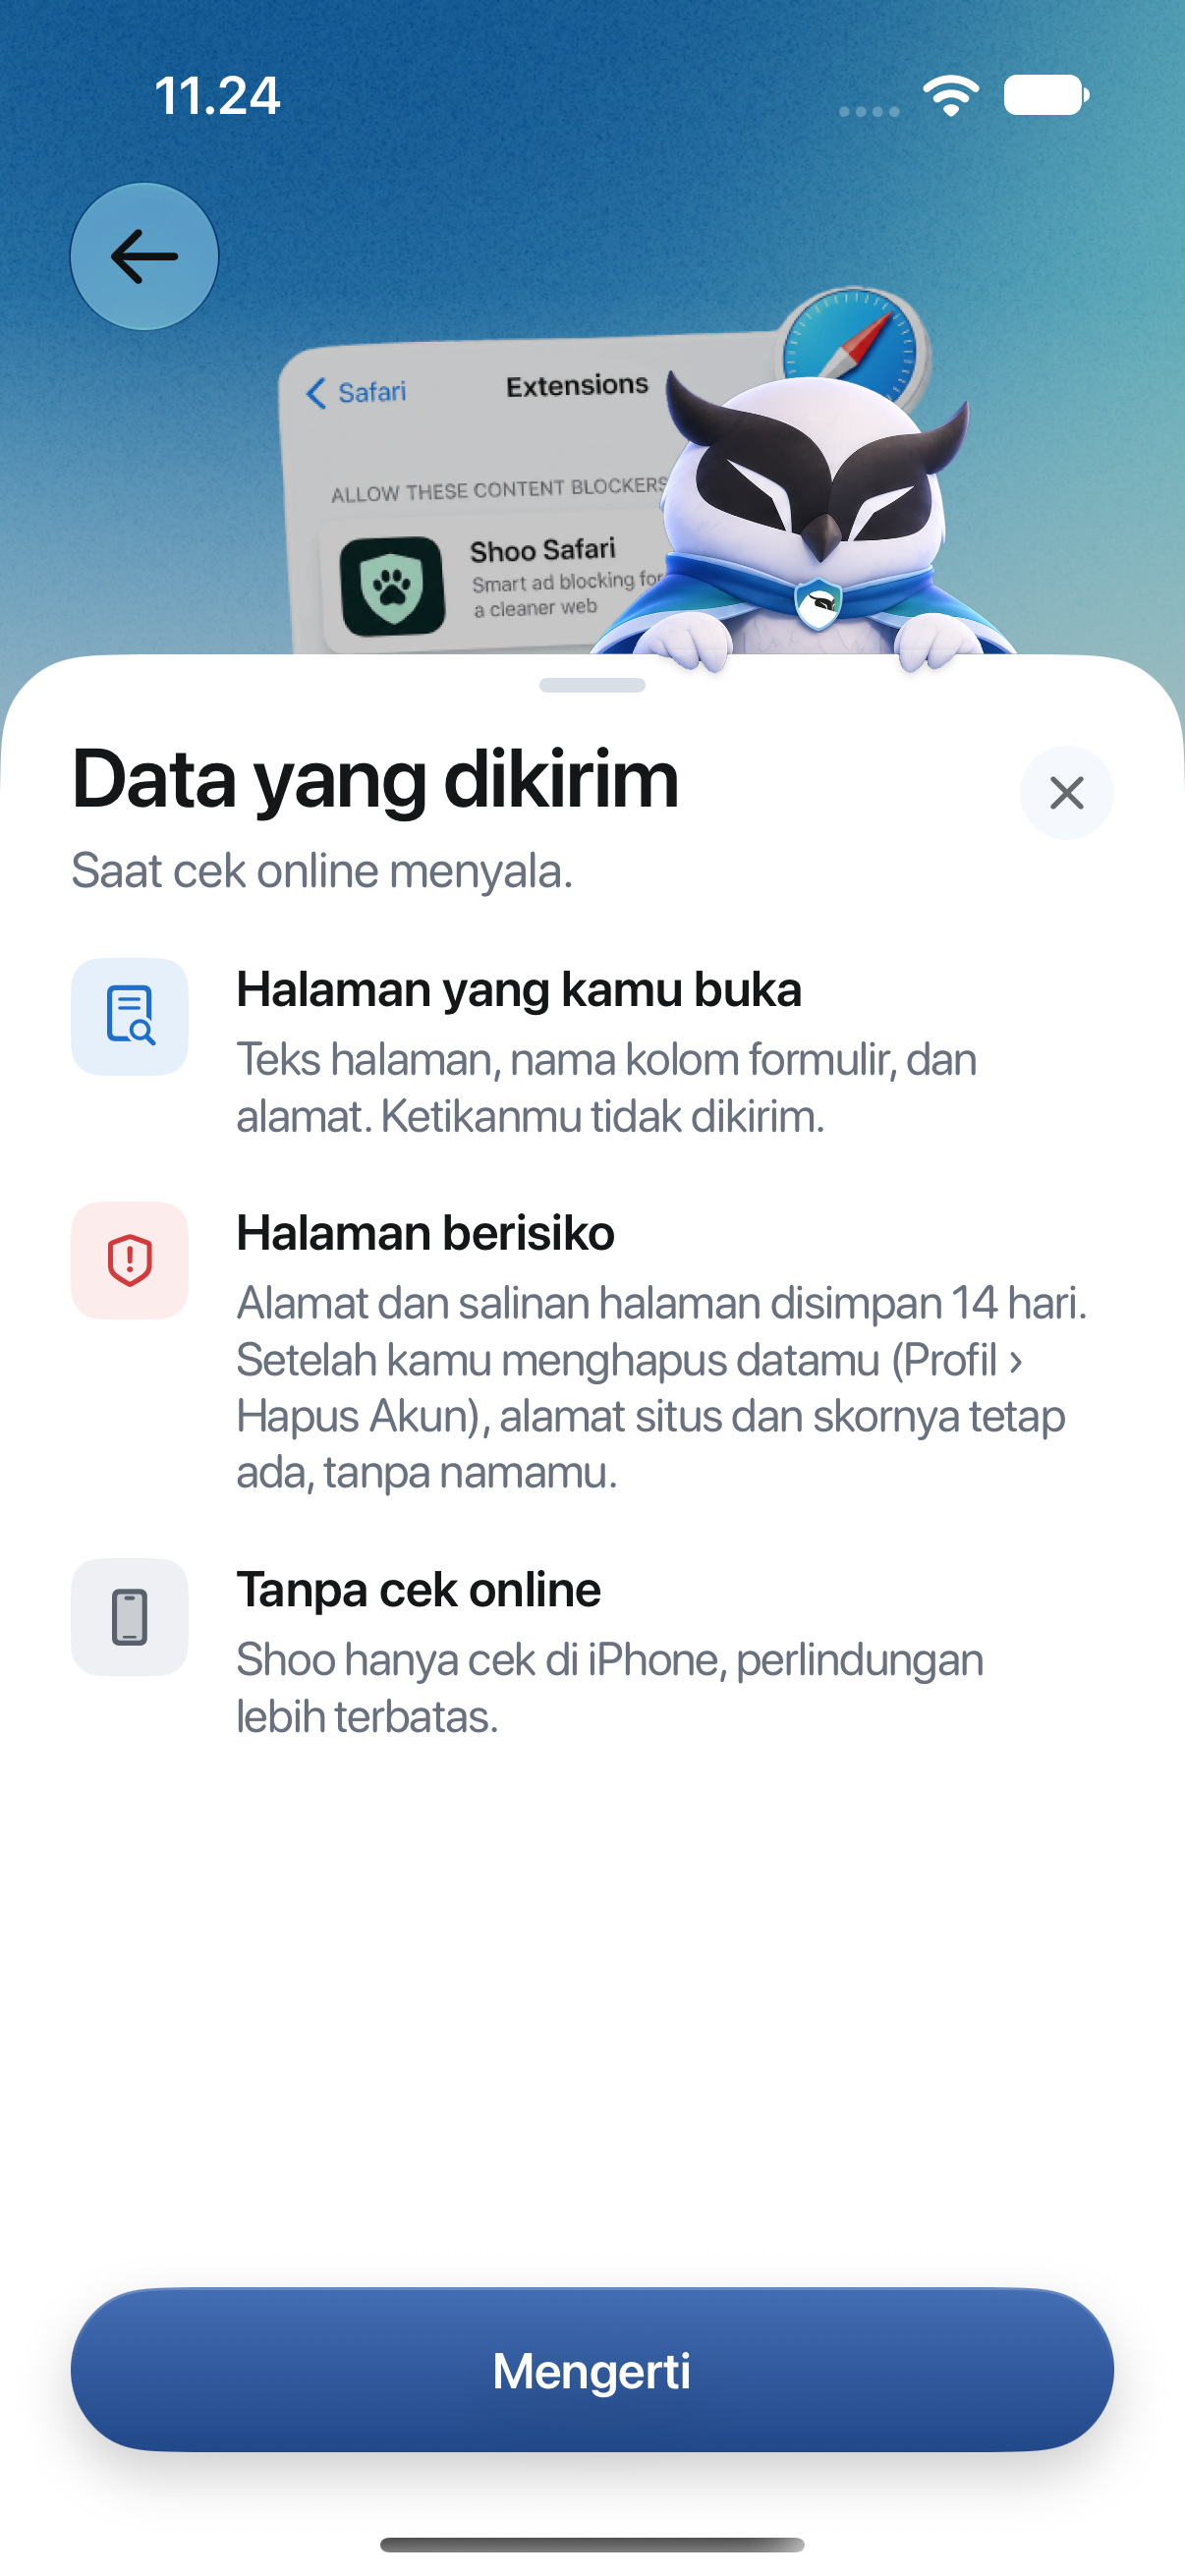 11.24
Safari
Extensions
ALLOW THESE CONTENT BLOCKERS
Shoo Safari
Smart ad blocking for
a cleaner web
Data yang dikirim
Saat cek online menyala.
Halaman yang kamu buka
Teks halaman, nama kolom formulir, dan
alamat. Ketikanmu tidak dikirim.
Halaman berisiko
Alamat dan salinan halaman disimpan 14 hari.
Setelah kamu menghapus datamu (Profil ›
Hapus Akun), alamat situs dan skornya tetap
ada, tanpa namamu.
Tanpa cek online
Shoo hanya cek di iPhone, perlindungan
lebih terbatas.
Mengerti